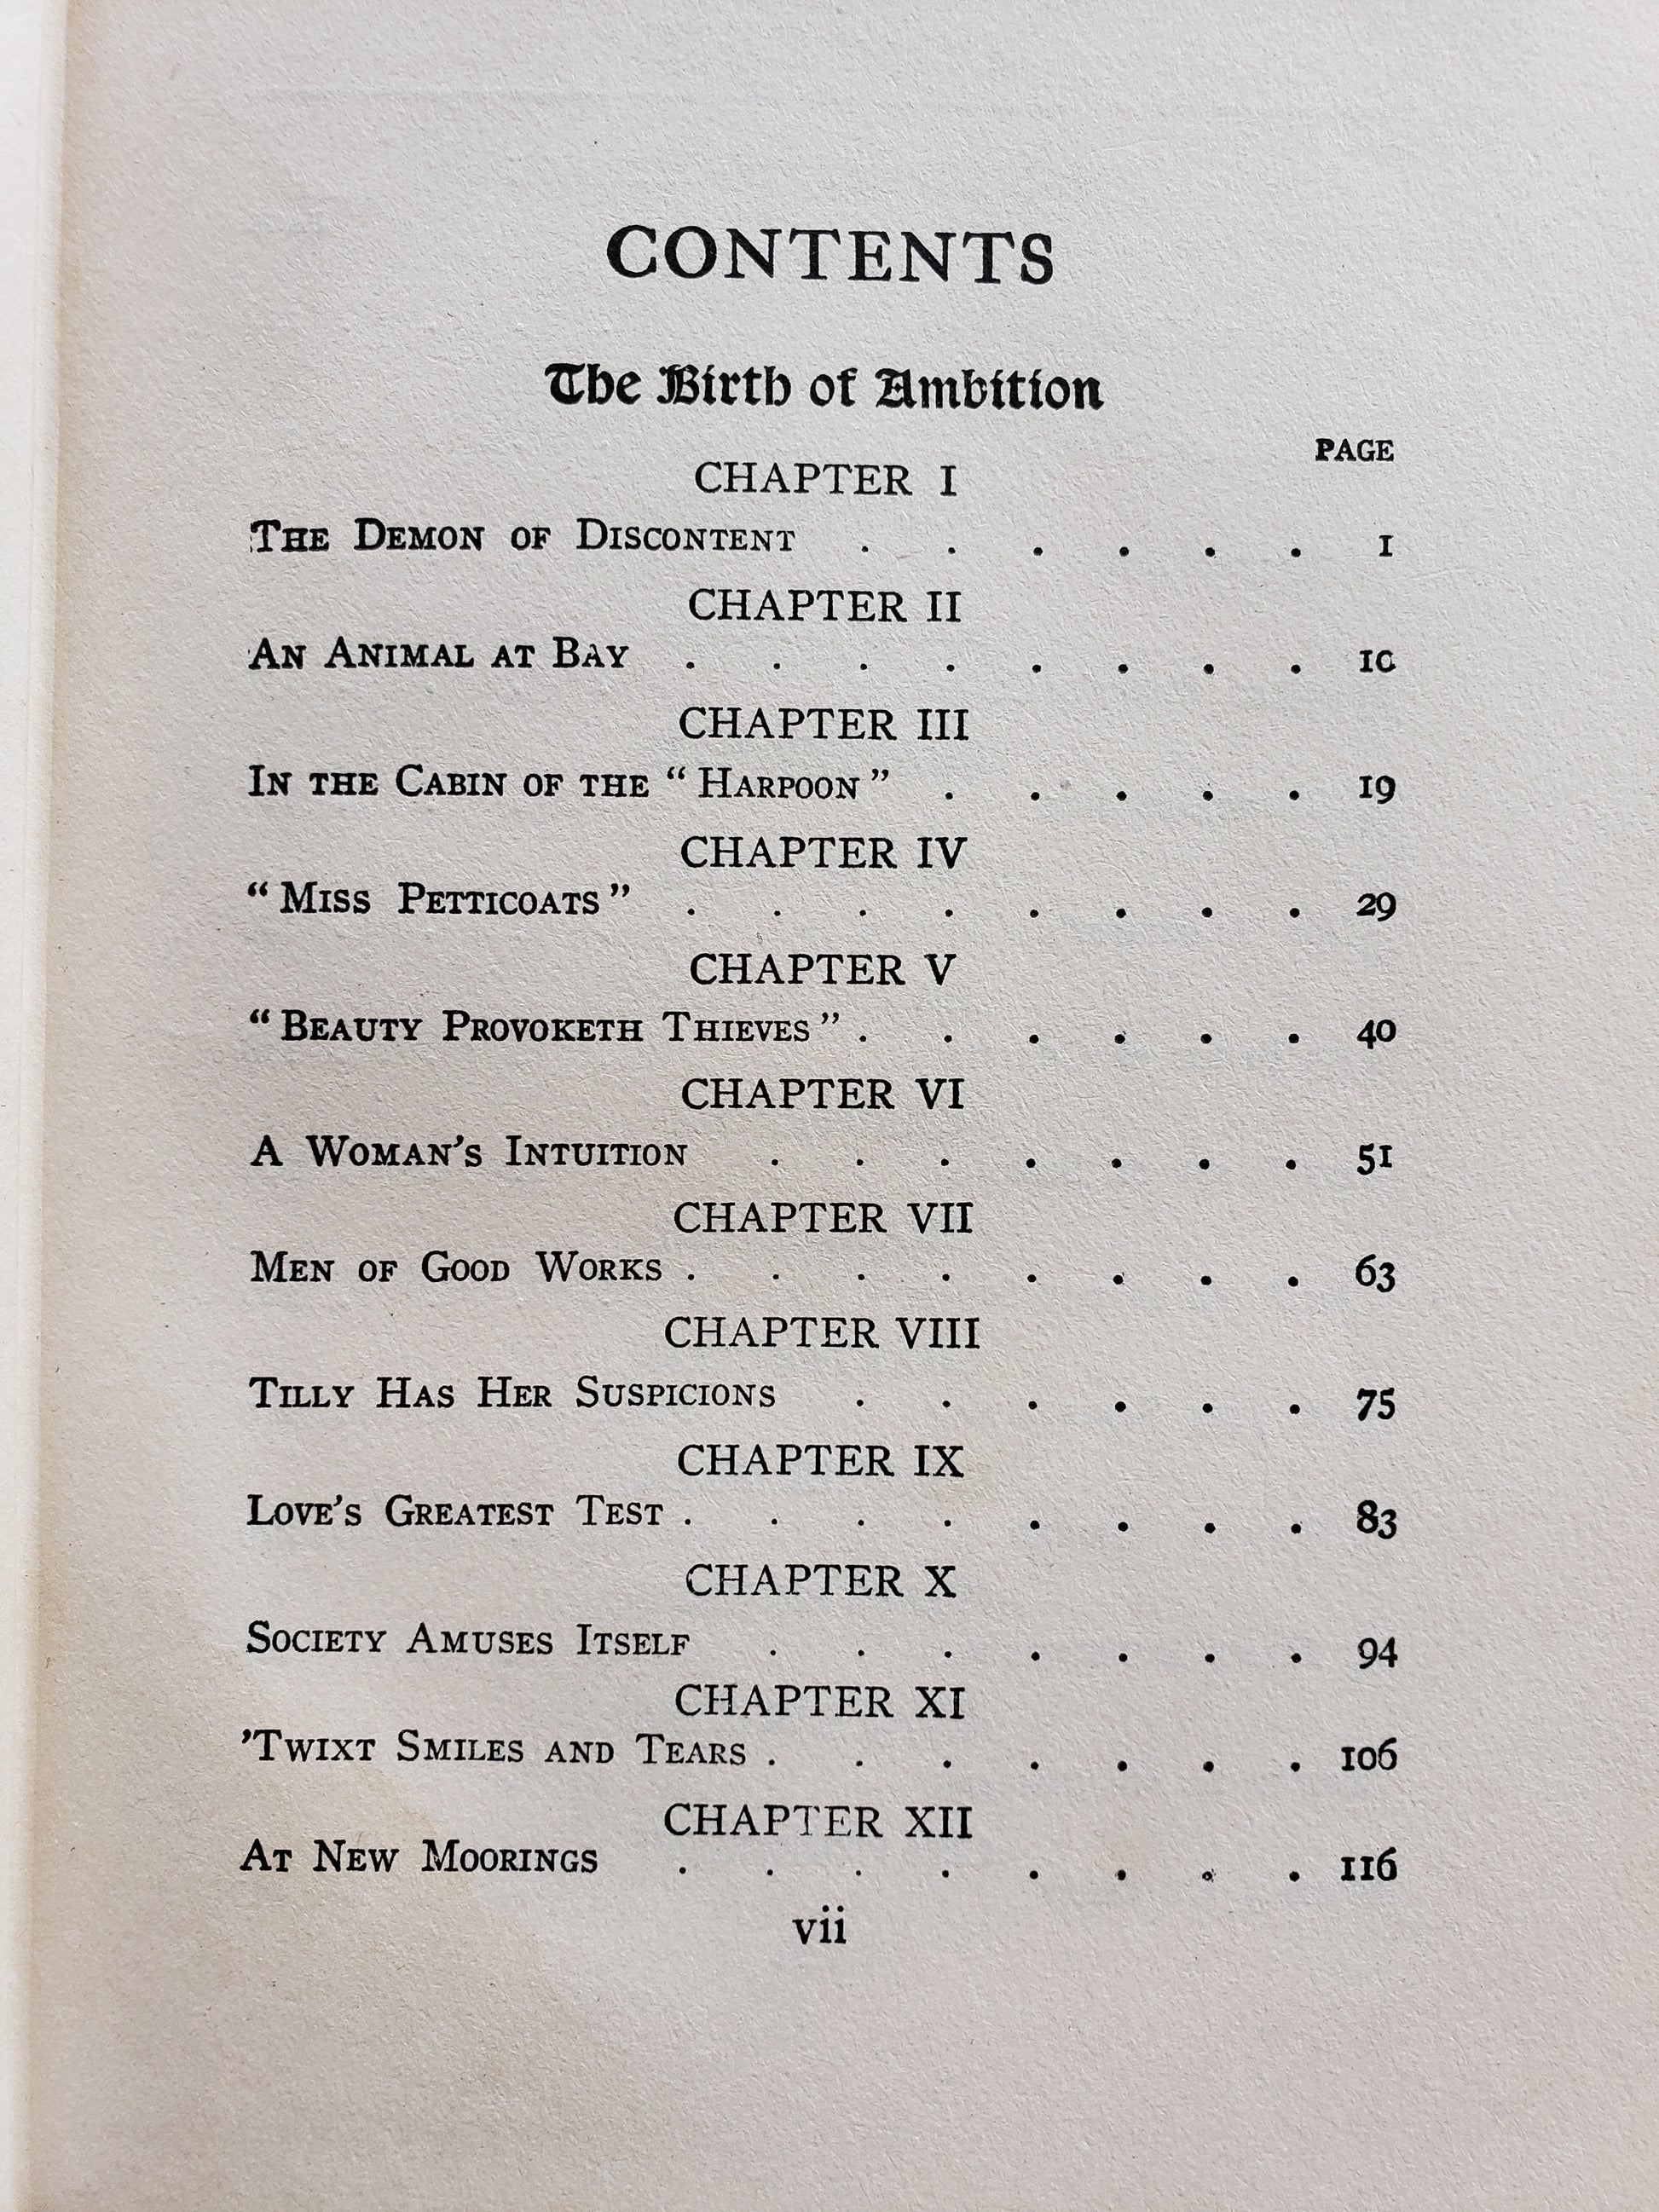 CONTENTS
The Birth of Ambition
PAGE
CHAPTER I
The Demon of Discontent . . . . . . 1
CHAPTER II
An Animal at Bay . . . . . . . . 10
CHAPTER III
In the Cabin of the “Harpoon” . . . . . 19
CHAPTER IV
“Miss Petticoats” . . . . . . . . 29
CHAPTER V
“Beauty Provoketh Thieves” . . . . . . 40
CHAPTER VI
A Woman’s Intuition . . . . . . . 51
CHAPTER VII
Men of Good Works . . . . . . . . 63
CHAPTER VIII
Tilly Has Her Suspicions . . . . . . 75
CHAPTER IX
Love’s Greatest Test . . . . . . . . 83
CHAPTER X
Society Amuses Itself . . . . . . . 94
CHAPTER XI
’Twixt Smiles and Tears . . . . . . . 106
CHAPTER XII
At New Moorings . . . . . . . . 116
vii